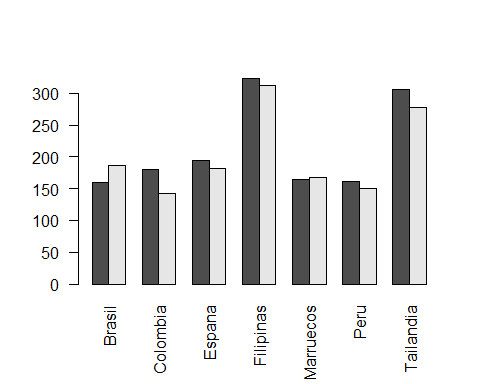 300
250
200
150
100
50
0
Brasil
Colombia
Espana
Filipinas
Marruecos
Peru
Tailandia